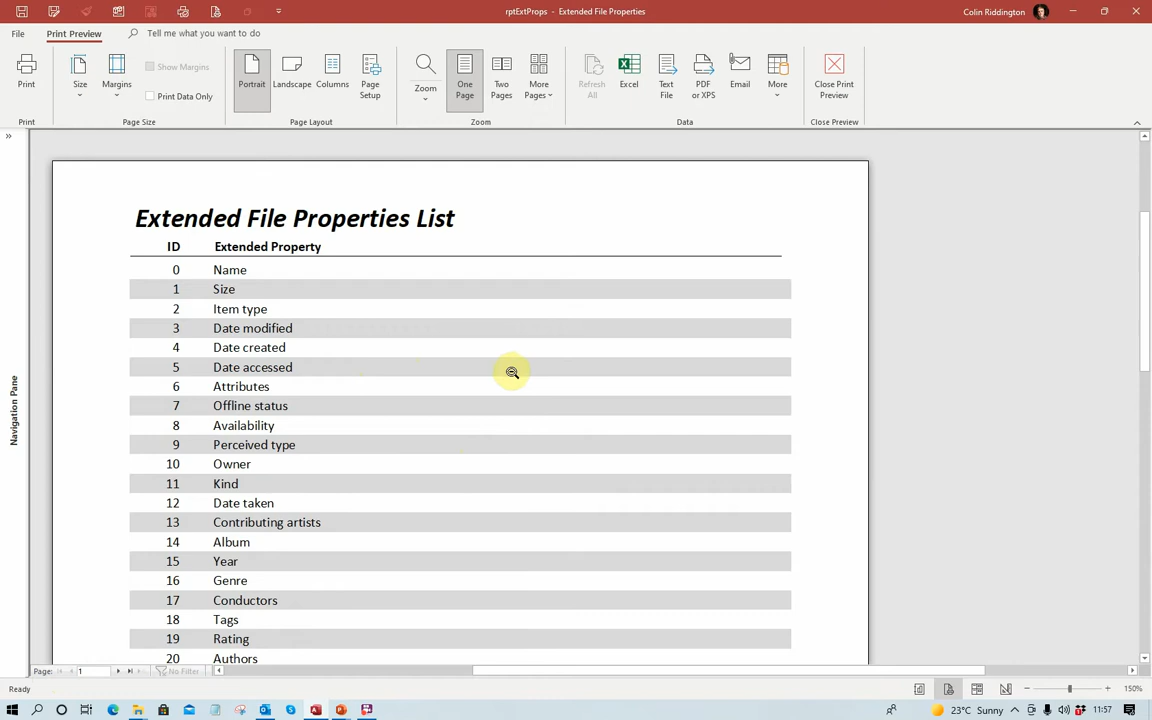 rptExtProps - Extended File Properties
Colin Riddington
File
Print Preview
Tell me what you want to do
Print
Size
Margins
Show Margins
Print Data Only
Portrait
Landscape
Columns
Page Setup
Zoom
One Page
Two Pages
More Pages
Refresh All
Excel
Text File
PDF or XPS
Email
More
Close Print Preview
Print
Page Size
Page Layout
Zoom
Data
Close Preview
Navigation Pane
Extended File Properties List
ID Extended Property
0 Name
1 Size
2 Item type
3 Date modified
4 Date created
5 Date accessed
6 Attributes
7 Offline status
8 Availability
9 Perceived type
10 Owner
11 Kind
12 Date taken
13 Contributing artists
14 Album
15 Year
16 Genre
17 Conductors
18 Tags
19 Rating
20 Authors
Page: 1 No Filter
Ready
150%
23°C Sunny
11:57